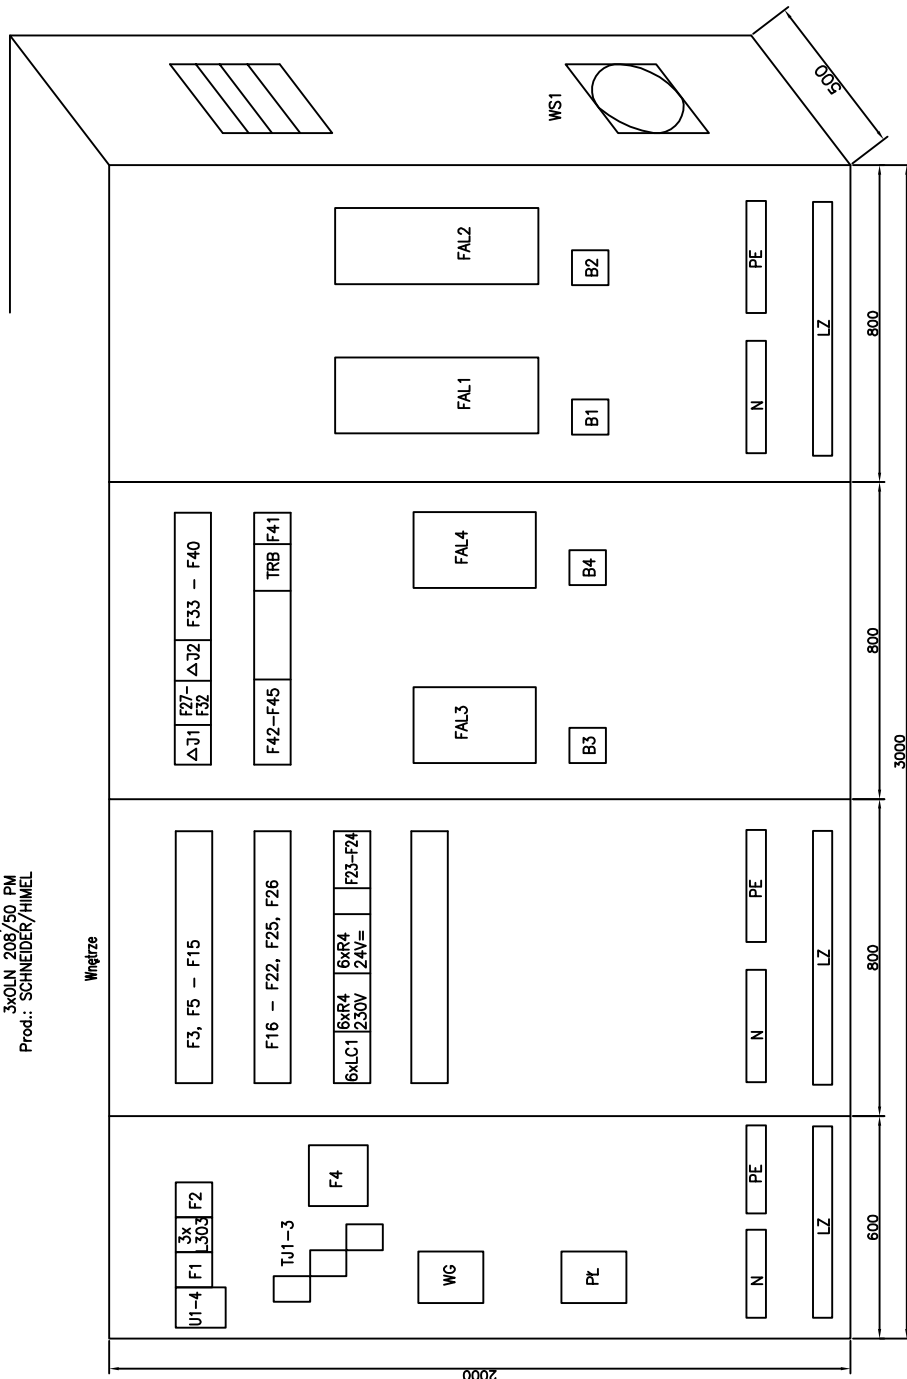 3xOLN 208/50 PM
Prod.: SCHNEIDER/HIMEL
Wnętrze
U1-4
F1
3x
L303
F2
TJ1-3
F4
WG
PŁ
N
PE
LZ
F3, F5 - F15
F16 - F22, F25, F26
6xLC1
6xR4
230V
6xR4
24V=
F23-F24
N
PE
LZ
△J1
F27-
F32
△J2
F33 - F40
F42-F45
TRB
F41
FAL3
FAL4
B3
B4
FAL1
FAL2
B1
B2
N
PE
LZ
WS1
500
600
800
800
800
3000
2000